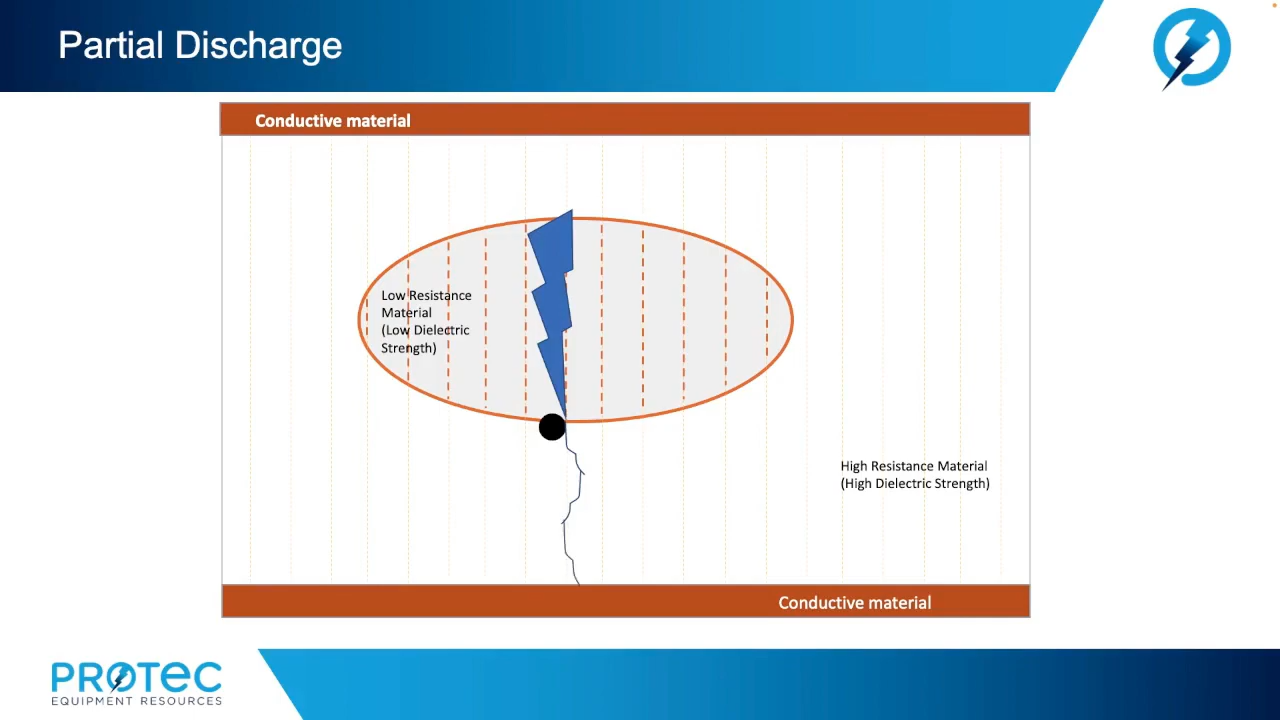 Partial Discharge
Conductive material
Low Resistance
Material
(Low Dielectric
Strength)
High Resistance Material
(High Dielectric Strength)
Conductive material
PROTEC
EQUIPMENT RESOURCES